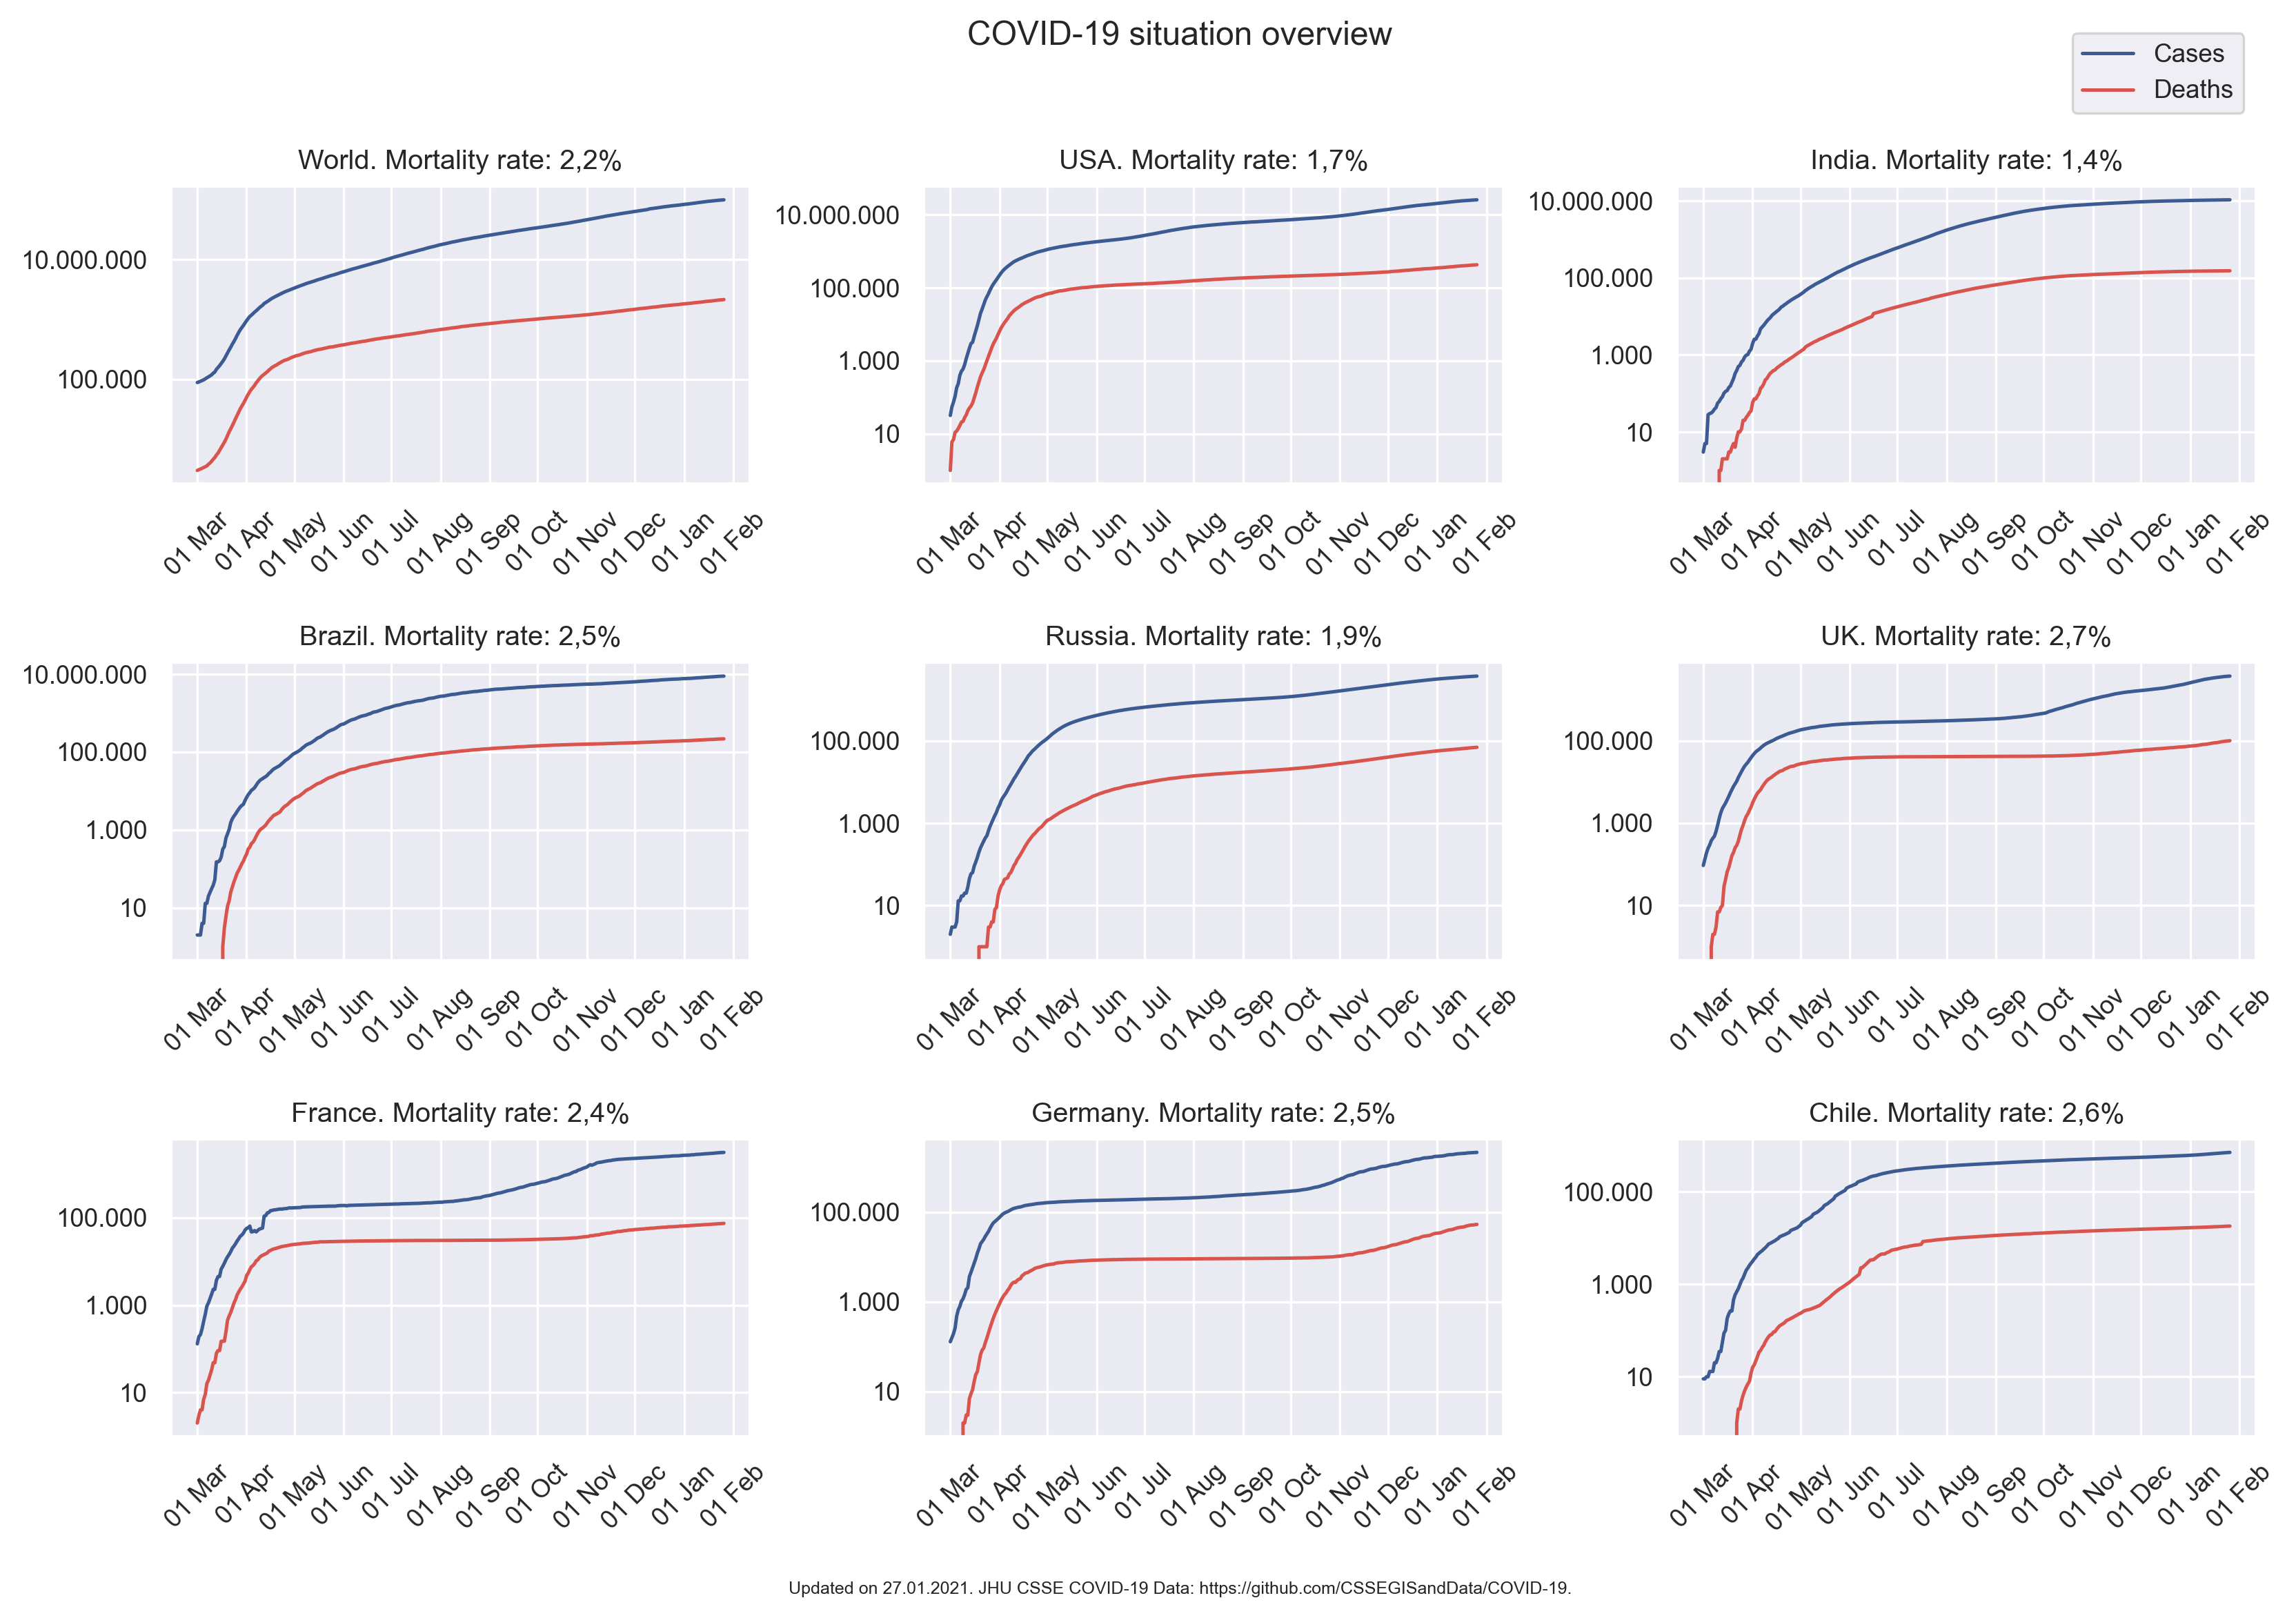 COVID-19 situation overview
Cases
Deaths
World. Mortality rate: 2,2%
10.000.000
100.000
01 Mar
01 Apr
01 May
01 Jun
01 Jul
01 Aug
01 Sep
01 Oct
01 Nov
01 Dec
01 Jan
01 Feb
USA. Mortality rate: 1,7%
10.000.000
100.000
1.000
10
01 Mar
01 Apr
01 May
01 Jun
01 Jul
01 Aug
01 Sep
01 Oct
01 Nov
01 Dec
01 Jan
01 Feb
India. Mortality rate: 1,4%
10.000.000
100.000
1.000
10
01 Mar
01 Apr
01 May
01 Jun
01 Jul
01 Aug
01 Sep
01 Oct
01 Nov
01 Dec
01 Jan
01 Feb
Brazil. Mortality rate: 2,5%
10.000.000
100.000
1.000
10
01 Mar
01 Apr
01 May
01 Jun
01 Jul
01 Aug
01 Sep
01 Oct
01 Nov
01 Dec
01 Jan
01 Feb
Russia. Mortality rate: 1,9%
100.000
1.000
10
01 Mar
01 Apr
01 May
01 Jun
01 Jul
01 Aug
01 Sep
01 Oct
01 Nov
01 Dec
01 Jan
01 Feb
UK. Mortality rate: 2,7%
100.000
1.000
10
01 Mar
01 Apr
01 May
01 Jun
01 Jul
01 Aug
01 Sep
01 Oct
01 Nov
01 Dec
01 Jan
01 Feb
France. Mortality rate: 2,4%
100.000
1.000
10
01 Mar
01 Apr
01 May
01 Jun
01 Jul
01 Aug
01 Sep
01 Oct
01 Nov
01 Dec
01 Jan
01 Feb
Germany. Mortality rate: 2,5%
100.000
1.000
10
01 Mar
01 Apr
01 May
01 Jun
01 Jul
01 Aug
01 Sep
01 Oct
01 Nov
01 Dec
01 Jan
01 Feb
Chile. Mortality rate: 2,6%
100.000
1.000
10
01 Mar
01 Apr
01 May
01 Jun
01 Jul
01 Aug
01 Sep
01 Oct
01 Nov
01 Dec
01 Jan
01 Feb
Updated on 27.01.2021. JHU CSSE COVID-19 Data: https://github.com/CSSEGISandData/COVID-19.